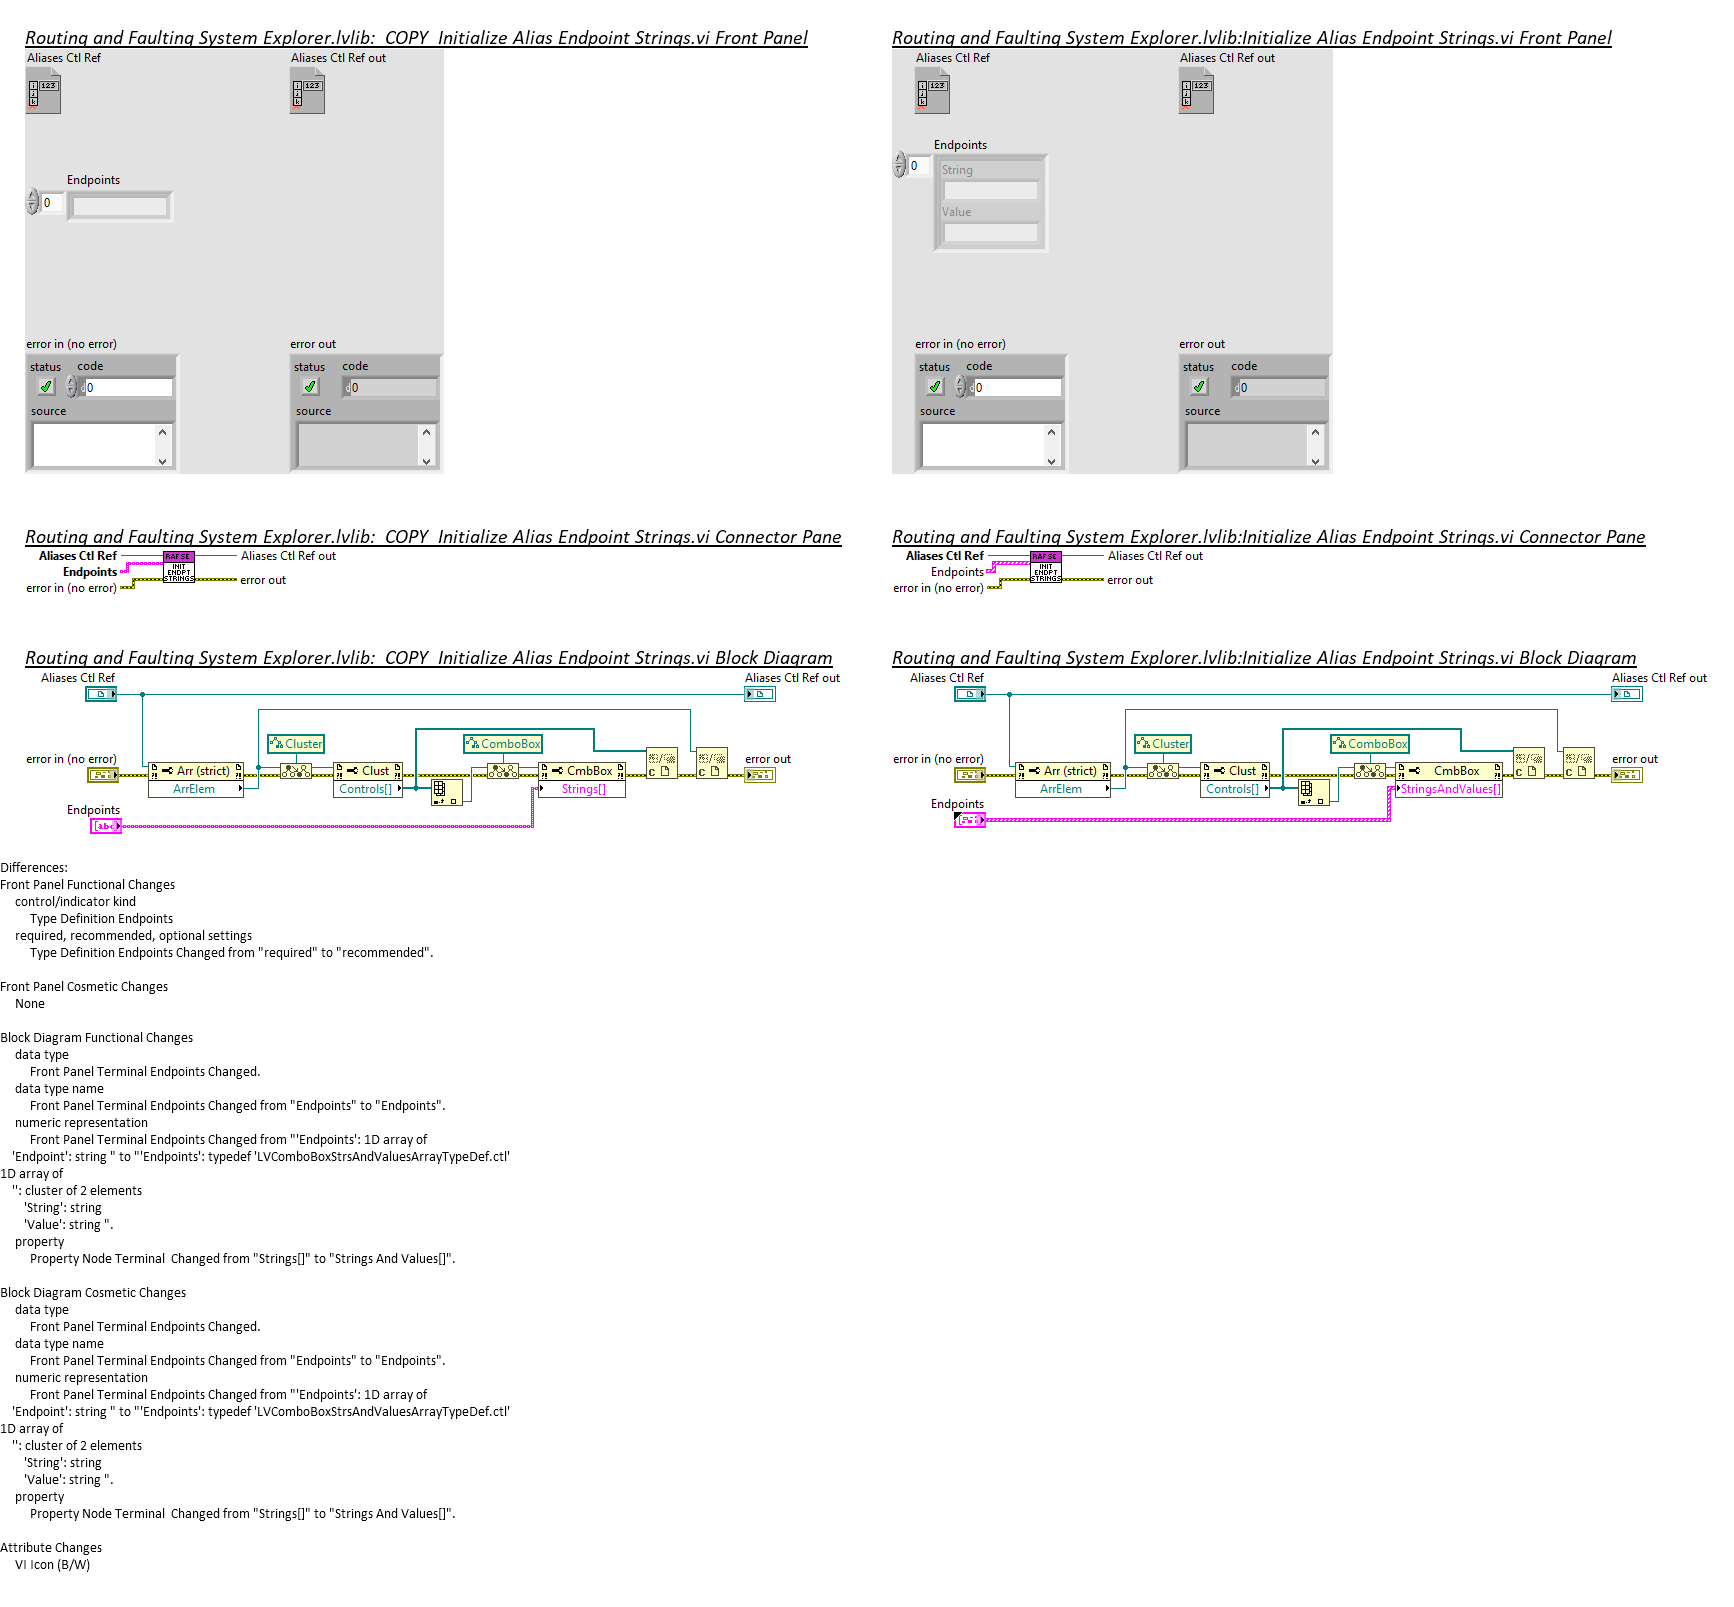 Routing and Faulting System Explorer.lvlib:  COPY  Initialize Alias Endpoint Strings.vi Front Panel
Aliases Ctl Ref
Aliases Ctl Ref out
i
j
k
123
i
j
k
123
Endpoints
0
error in (no error)
error out
status
code
status
code
d
0
d
0
source
source
Routing and Faulting System Explorer.lvlib:Initialize Alias Endpoint Strings.vi Front Panel
Aliases Ctl Ref
Aliases Ctl Ref out
i
j
k
123
i
j
k
123
Endpoints
0
String
Value
error in (no error)
error out
status
code
status
code
d
0
d
0
source
source
Routing and Faulting System Explorer.lvlib:  COPY  Initialize Alias Endpoint Strings.vi Connector Pane
Aliases Ctl Ref
RAFSE
Aliases Ctl Ref out
Endpoints
INIT
ENDPT
STRINGS
error out
error in (no error)
Routing and Faulting System Explorer.lvlib:Initialize Alias Endpoint Strings.vi Connector Pane
Aliases Ctl Ref
RAFSE
Aliases Ctl Ref out
Endpoints
INIT
ENDPT
STRINGS
error out
error in (no error)
Routing and Faulting System Explorer.lvlib:  COPY  Initialize Alias Endpoint Strings.vi Block Diagram
Aliases Ctl Ref
Aliases Ctl Ref out
Cluster
ComboBox
error in (no error)
error out
Arr (strict)
Clust
CmbBox
ArrElem
Controls[]
Strings[]
C
C
Endpoints
abc
Routing and Faulting System Explorer.lvlib:Initialize Alias Endpoint Strings.vi Block Diagram
Aliases Ctl Ref
Aliases Ctl Ref out
Cluster
ComboBox
error in (no error)
error out
Arr (strict)
Clust
CmbBox
ArrElem
Controls[]
StringsAndValues[]
C
C
Endpoints
Differences:
Front Panel Functional Changes
control/indicator kind
Type Definition Endpoints
required, recommended, optional settings
Type Definition Endpoints Changed from "required" to "recommended".
Front Panel Cosmetic Changes
None
Block Diagram Functional Changes
data type
Front Panel Terminal Endpoints Changed.
data type name
Front Panel Terminal Endpoints Changed from "Endpoints" to "Endpoints".
numeric representation
Front Panel Terminal Endpoints Changed from "'Endpoints': 1D array of
'Endpoint': string " to "'Endpoints': typedef 'LVComboBoxStrsAndValuesArrayTypeDef.ctl'
1D array of
'': cluster of 2 elements
'String': string
'Value': string ".
property
Property Node Terminal  Changed from "Strings[]" to "Strings And Values[]".
Block Diagram Cosmetic Changes
data type
Front Panel Terminal Endpoints Changed.
data type name
Front Panel Terminal Endpoints Changed from "Endpoints" to "Endpoints".
numeric representation
Front Panel Terminal Endpoints Changed from "'Endpoints': 1D array of
'Endpoint': string " to "'Endpoints': typedef 'LVComboBoxStrsAndValuesArrayTypeDef.ctl'
1D array of
'': cluster of 2 elements
'String': string
'Value': string ".
property
Property Node Terminal  Changed from "Strings[]" to "Strings And Values[]".
Attribute Changes
VI Icon (B/W)